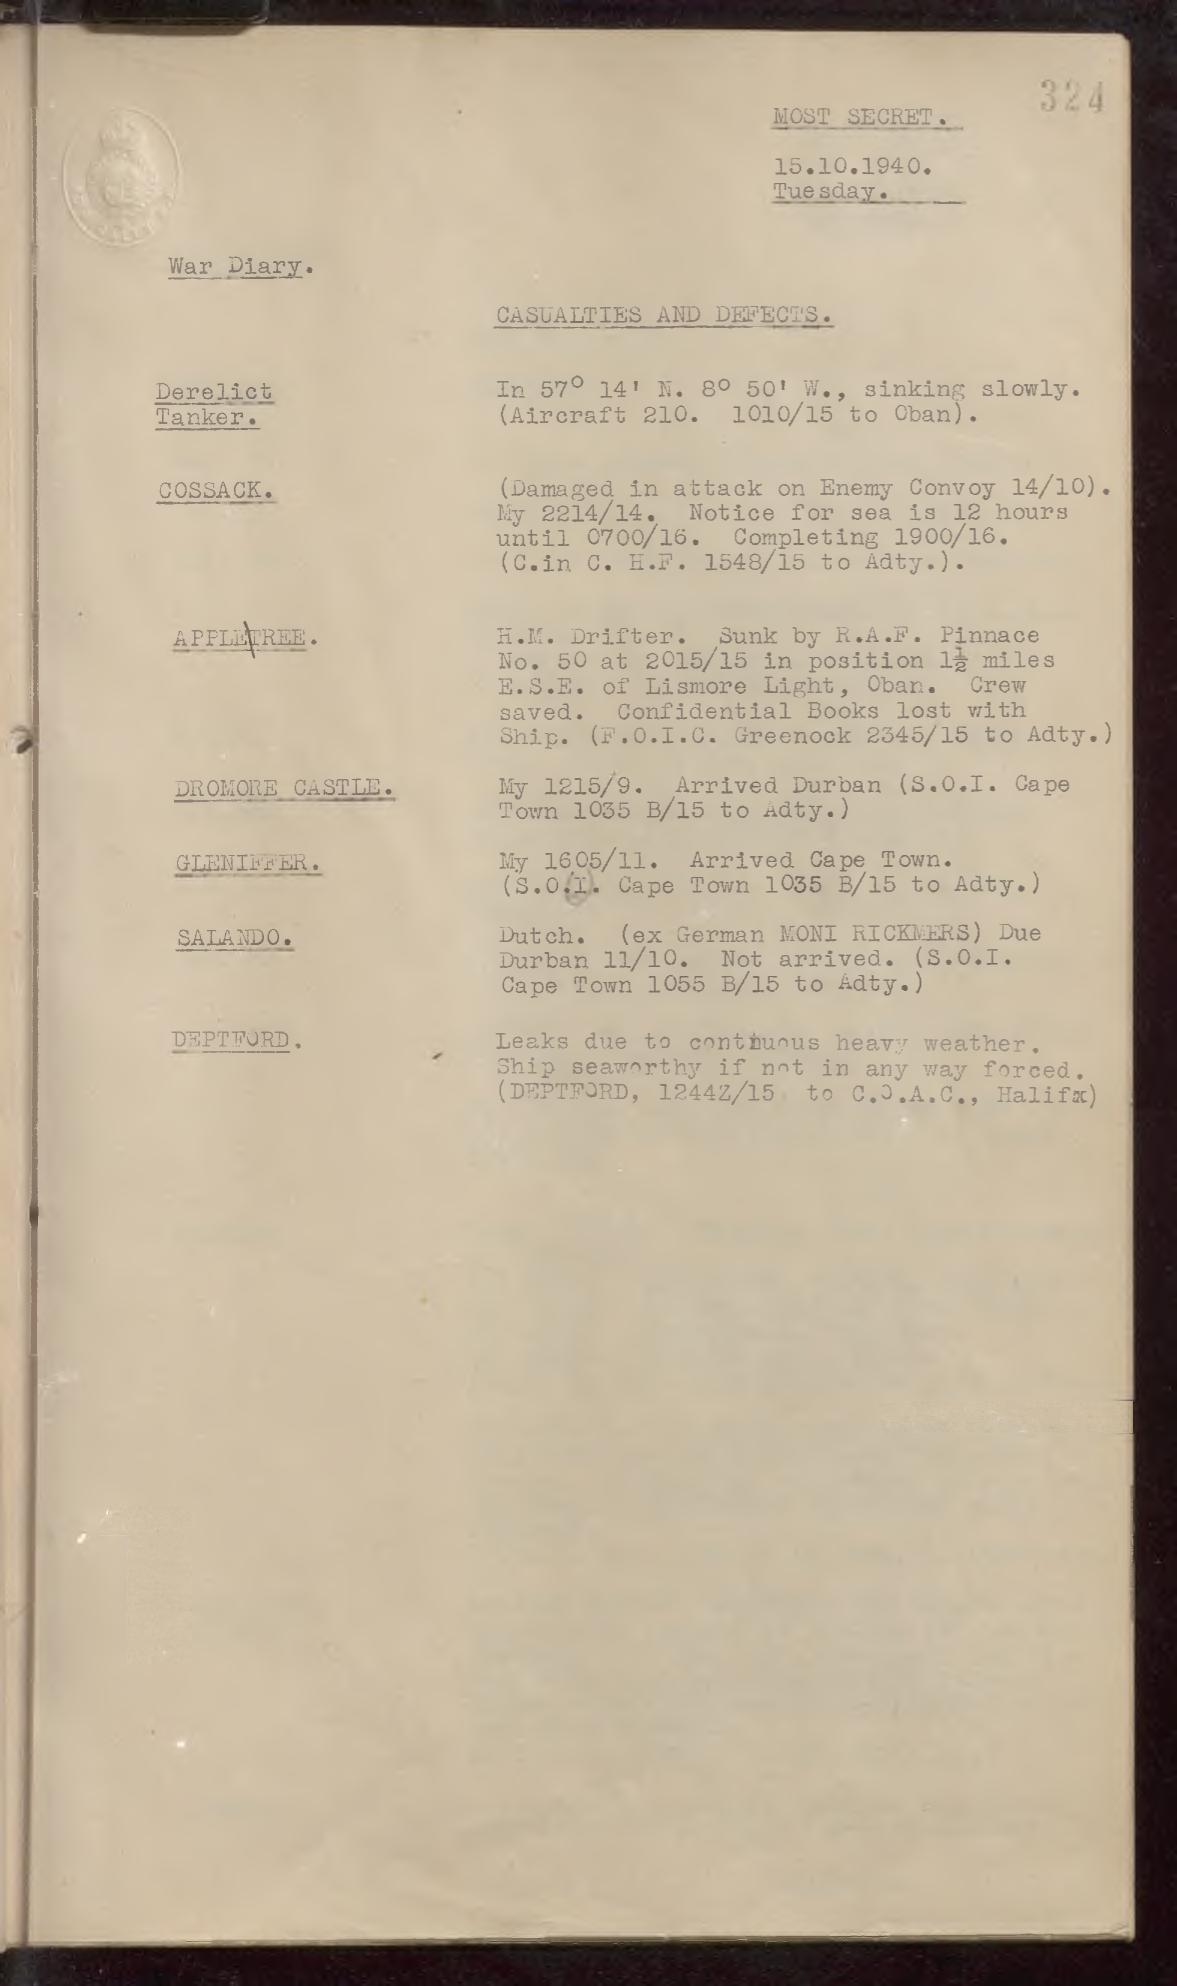 324
MOST SECRET.
15.10.1940.
Tuesday.
War Diary.
CASUALTIES AND DEFECTS.
Derelict In 57° 14' N. 8° 50' W., sinking slowly.
Tanker. (Aircraft 210. 1010/15 to Oban).
COSSACK. (Damaged in attack on Enemy Convoy 14/10).
My 2214/14. Notice for sea is 12 hours
until 0700/16. Completing 1900/16.
(C.in C. H.F. 1548/15 to Adty.).
APPLETREE. H.M. Drifter. Sunk by R.A.F. Pinnace
No. 50 at 2015/15 in position 1½ miles
E.S.E. of Lismore Light, Oban. Crew
saved. Confidential Books lost with
Ship. (F.O.I.C. Greenock 2345/15 to Adty.)
DROMORE CASTLE. My 1215/9. Arrived Durban (S.O.I. Cape
Town 1035 B/15 to Adty.)
GLENIFFER. My 1605/11. Arrived Cape Town.
(S.O.I. Cape Town 1035 B/15 to Adty.)
SALANDO. Dutch. (ex German MONI RICKMERS) Due
Durban 11/10. Not arrived. (S.O.I.
Cape Town 1055 B/15 to Adty.)
DEPTFORD. Leaks due to continuous heavy weather.
Ship seaworthy if not in any way forced.
(DEPTFORD, 1244Z/15 to C.O.A.C., Halifax)